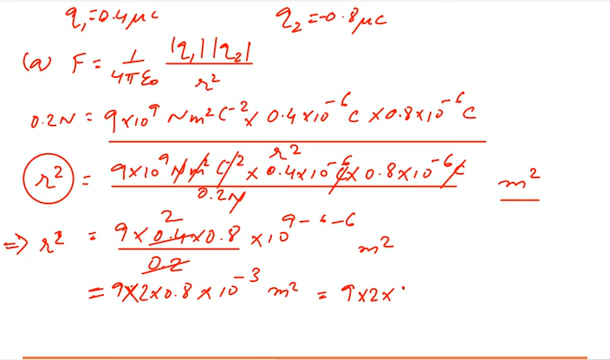 q₁=0.4μc q₂=-0.8μc
(a) F = 1/4πε₀ |q₁||q₂|/r²
0.2N = 9×10⁹ Nm²C⁻² × 0.4×10⁻⁶C × 0.8×10⁻⁶C / r²
r² = 9×10⁹ Nm²C⁻² × 0.4×10⁻⁶C × 0.8×10⁻⁶C / 0.2N m²
=> r² = 9 × 0.4 2 × 0.8 / 0.2 × 10⁹⁻⁶⁻⁶ m²
= 9×2×0.8×10⁻³ m² = 9×2×